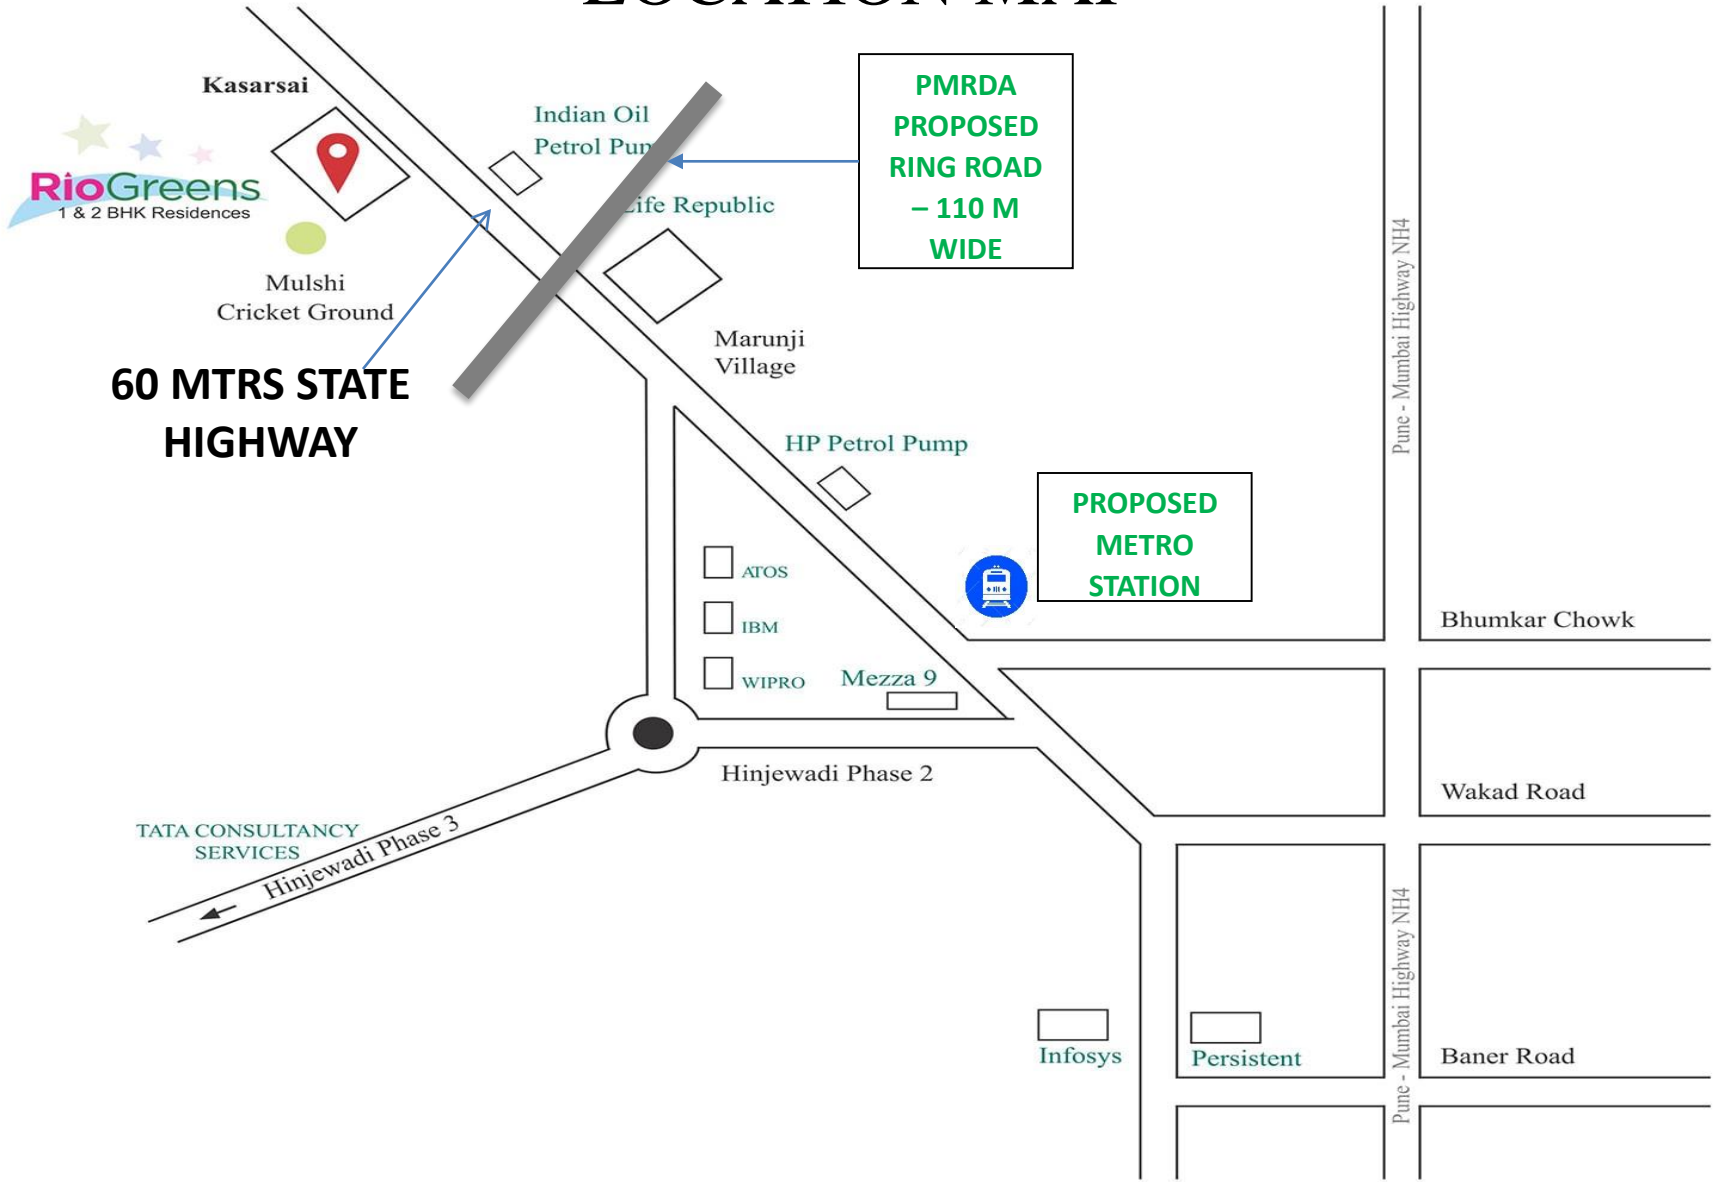 LOCATION MAP
Kasarsai
RioGreens
1 & 2 BHK Residences
Mulshi
Cricket Ground
60 MTRS STATE
HIGHWAY
Indian Oil
Petrol Pum
Life Republic
PMRDA
PROPOSED
RING ROAD
– 110 M
WIDE
Marunji
Village
HP Petrol Pump
PROPOSED
METRO
STATION
Pune - Mumbai Highway NH4
ATOS
IBM
WIPRO
Mezza 9
Bhumkar Chowk
Hinjewadi Phase 2
Wakad Road
TATA CONSULTANCY
SERVICES
Hinjewadi Phase 3
Pune - Mumbai Highway NH4
Infosys
Persistent
Baner Road